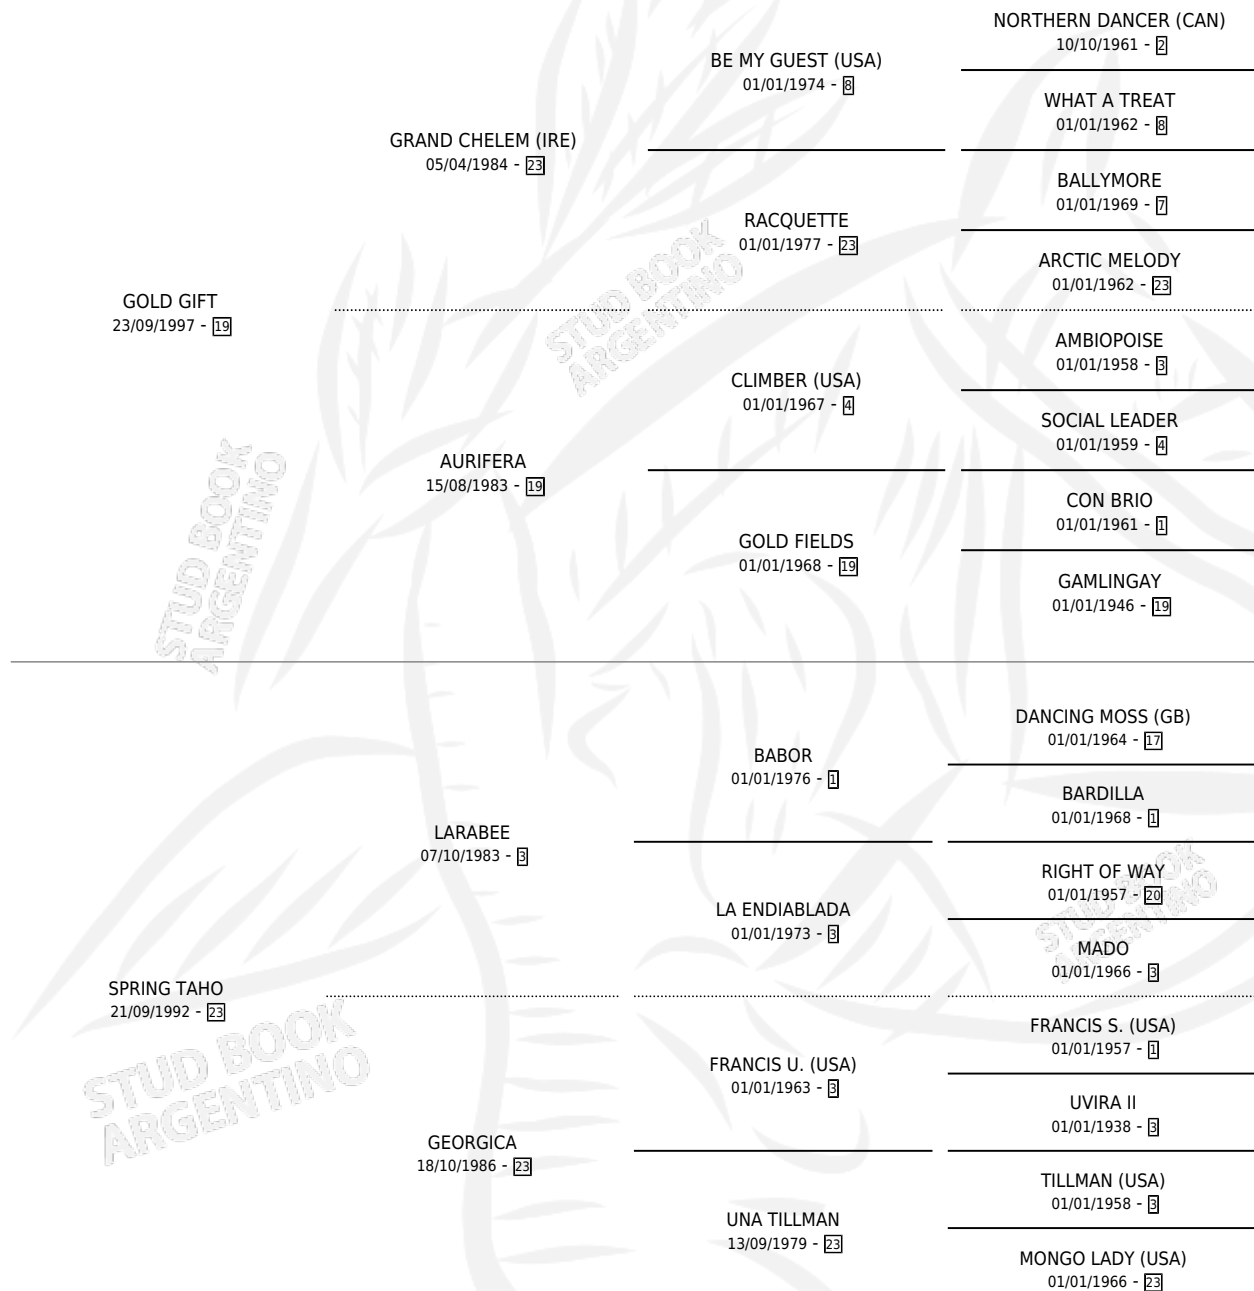 NORTHERN DANCER (CAN)
10/10/1961 - 2
BE MY GUEST (USA)
01/01/1974 - 8
WHAT A TREAT
01/01/1962 - 8
GRAND CHELEM (IRE)
05/04/1984 - 23
BALLYMORE
01/01/1969 - 7
RACQUETTE
01/01/1977 - 23
ARCTIC MELODY
01/01/1962 - 23
GOLD GIFT
23/09/1997 - 19
AMBIOPOISE
01/01/1958 - 3
CLIMBER (USA)
01/01/1967 - 4
SOCIAL LEADER
01/01/1959 - 4
AURIFERA
15/08/1983 - 19
CON BRIO
01/01/1961 - 1
GOLD FIELDS
01/01/1968 - 19
GAMLINGAY
01/01/1946 - 19
STUD BOOK
ARGENTINO
STUD BOOK
ARGENTINO
DANCING MOSS (GB)
01/01/1964 - 17
BABOR
01/01/1976 - 1
BARDILLA
01/01/1968 - 1
LARABEE
07/10/1983 - 3
RIGHT OF WAY
01/01/1957 - 20
LA ENDIABLADA
01/01/1973 - 3
MADO
01/01/1966 - 3
STUD BOOK
ARGENTINO
SPRING TAHO
21/09/1992 - 23
FRANCIS S. (USA)
01/01/1957 - 1
FRANCIS U. (USA)
01/01/1963 - 3
UVIRA II
01/01/1938 - 3
GEORGICA
18/10/1986 - 23
TILLMAN (USA)
01/01/1958 - 3
UNA TILLMAN
13/09/1979 - 23
MONGO LADY (USA)
01/01/1966 - 23
STUD BOOK
ARGENTINO